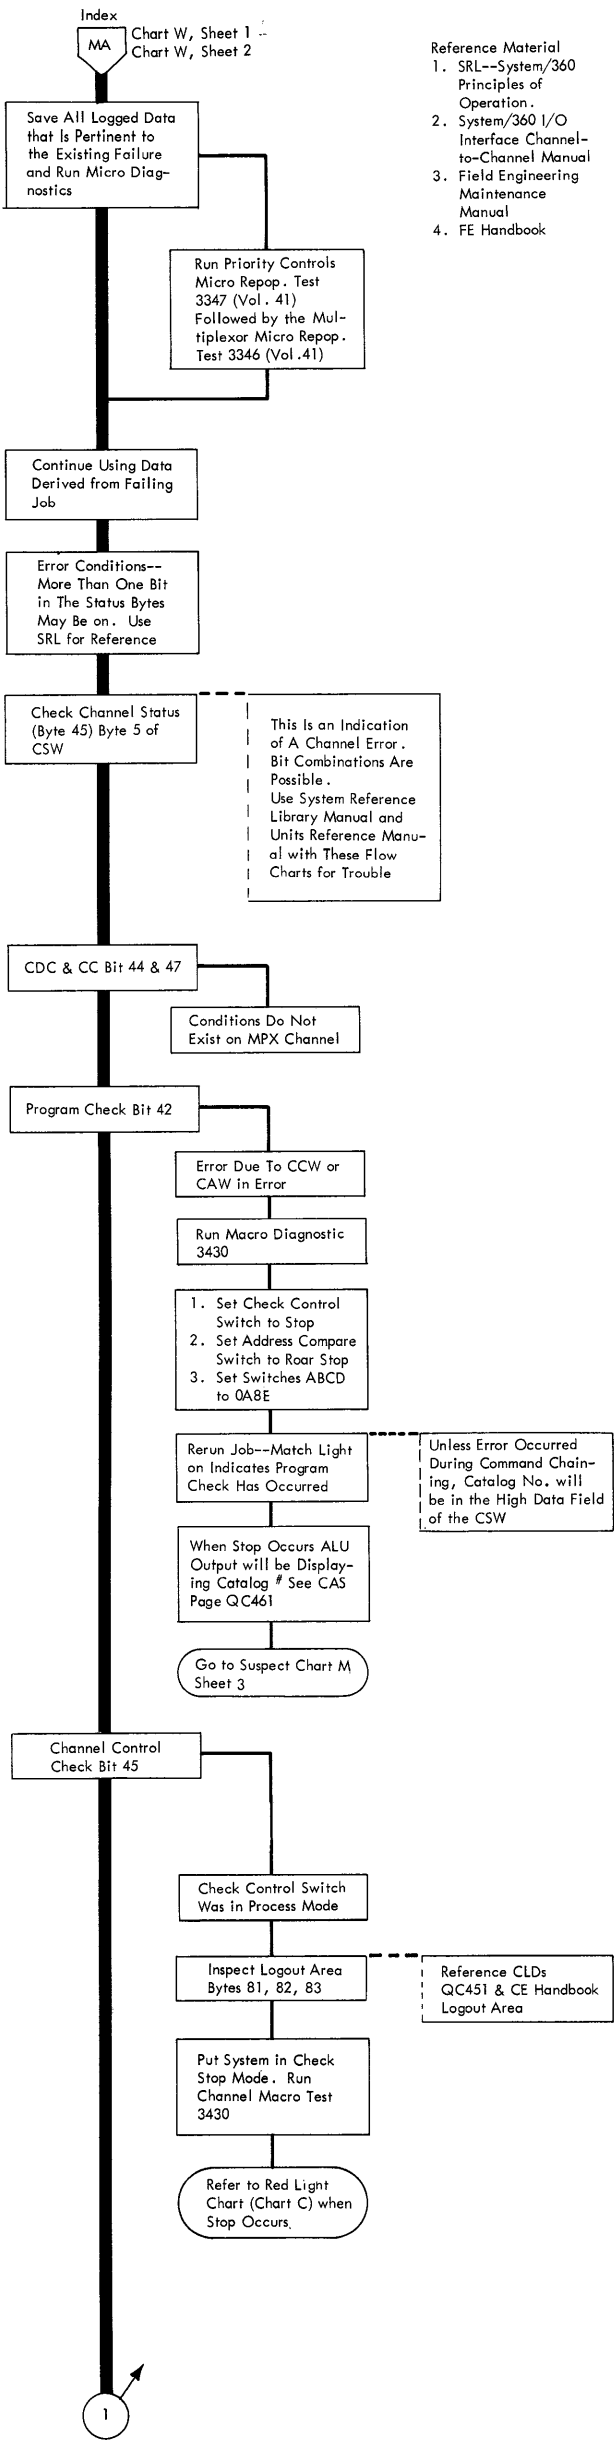 Index
MA
Chart W, Sheet 1
Chart W, Sheet 2
Reference Material
1. SRL--System/360
Principles of
Operation.
2. System/360 I/O
Interface Channel-
to-Channel Manual
3. Field Engineering
Maintenance
Manual
4. FE Handbook
Save All Logged Data
that Is Pertinent to
the Existing Failure
and Run Micro Diag-
nostics
Run Priority Controls
Micro Repop. Test
3347 (Vol. 41)
Followed by the Mul-
tiplexor Micro Repop.
Test 3346 (Vol.41)
Continue Using Data
Derived from Failing
Job
Error Conditions--
More Than One Bit
in The Status Bytes
May Be on. Use
SRL for Reference
Check Channel Status
(Byte 45) Byte 5 of
CSW
This Is an Indication
of A Channel Error.
Bit Combinations Are
Possible.
Use System Reference
Library Manual and
Units Reference Manu-
al with These Flow
Charts for Trouble
CDC & CC Bit 44 & 47
Conditions Do Not
Exist on MPX Channel
Program Check Bit 42
Error Due To CCW or
CAW in Error
Run Macro Diagnostic
3430
1. Set Check Control
Switch to Stop
2. Set Address Compare
Switch to Roar Stop
3. Set Switches ABCD
to 0A8E
Rerun Job--Match Light
on Indicates Program
Check Has Occurred
Unless Error Occurred
During Command Chain-
ing, Catalog No. will
be in the High Data Field
of the CSW
When Stop Occurs ALU
Output will be Display-
ing Catalog # See CAS
Page QC461
Go to Suspect Chart M
Sheet 3
Channel Control
Check Bit 45
Check Control Switch
Was in Process Mode
Inspect Logout Area
Bytes 81, 82, 83
Reference CLDs
QC451 & CE Handbook
Logout Area
Put System in Check
Stop Mode. Run
Channel Macro Test
3430
Refer to Red Light
Chart (Chart C) when
Stop Occurs.
1